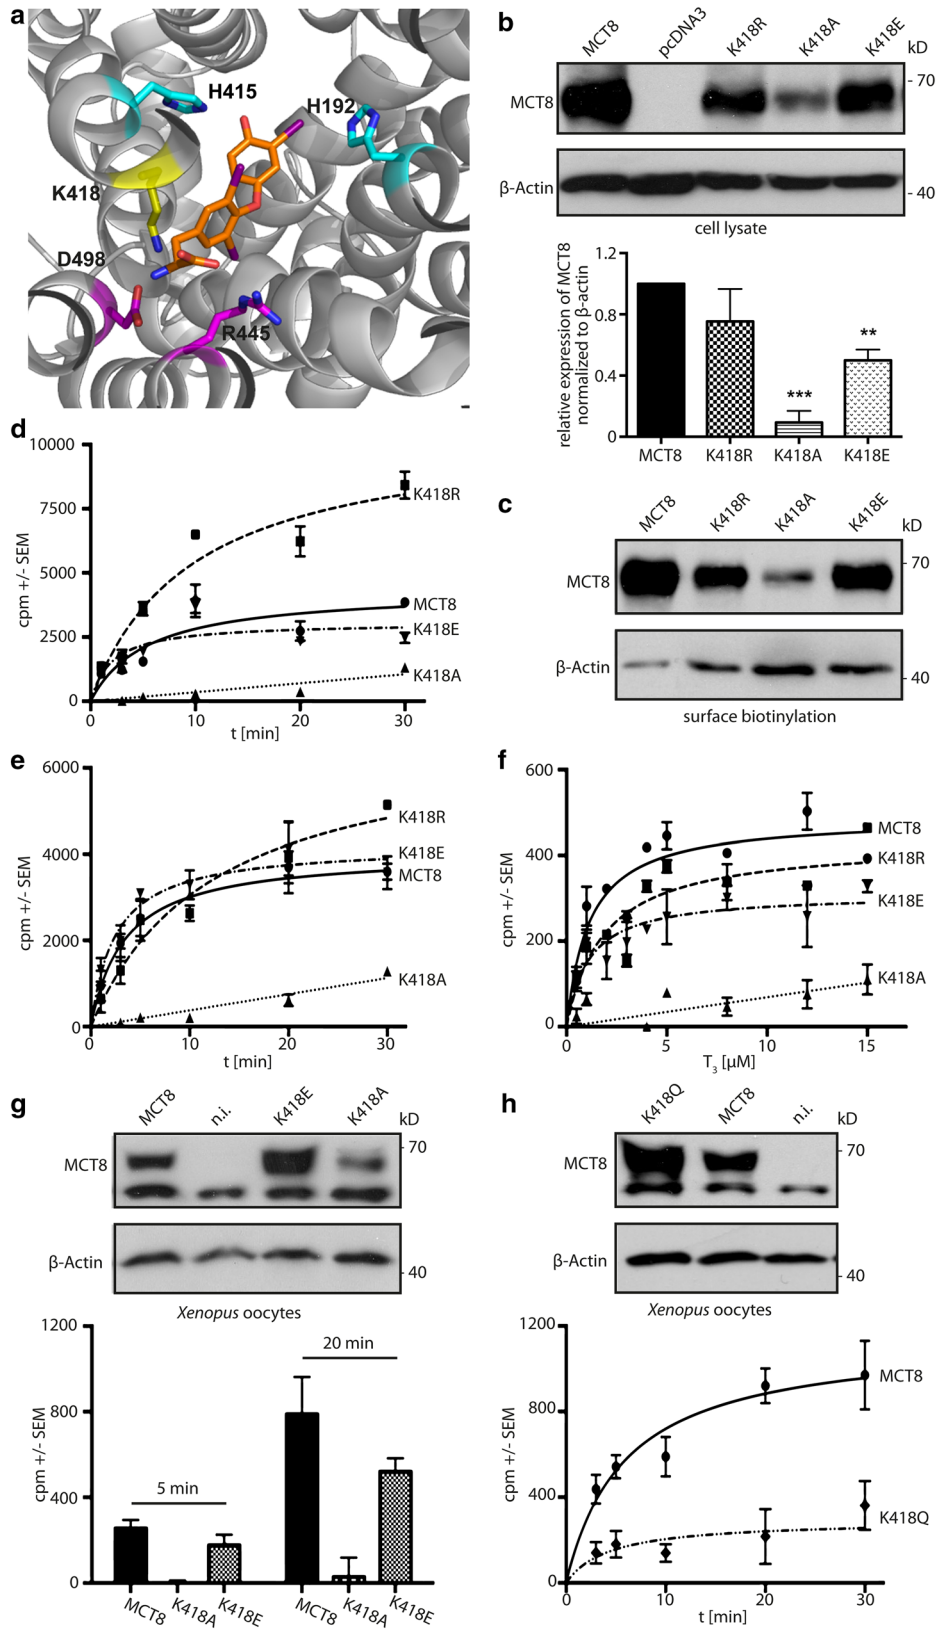 a
H415
H192
K418
D498
R445
b
MCT8
pcDNA3
K418R
K418A
K418E
kD
MCT8
- 70
β-Actin
- 40
cell lysate
relative expression of MCT8
normalized to β-actin
1.2
0.8
0.4
0
**
***
MCT8
K418R
K418A
K418E
c
MCT8
K418R
K418A
K418E
kD
MCT8
- 70
β-Actin
- 40
surface biotinylation
d
cpm +/- SEM
10000
7500
5000
2500
0
K418R
MCT8
K418E
K418A
0
10
20
30
t [min]
e
cpm +/- SEM
6000
4000
2000
0
K418R
K418E
MCT8
K418A
0
10
20
30
t [min]
f
cpm +/- SEM
600
400
200
0
MCT8
K418R
K418E
K418A
0
5
10
15
T3 [µM]
g
MCT8
n.i.
K418E
K418A
kD
MCT8
- 70
β-Actin
- 40
Xenopus oocytes
cpm +/- SEM
1200
800
400
0
20 min
5 min
MCT8
K418A
K418E
MCT8
K418A
K418E
h
K418Q
MCT8
n.i.
kD
MCT8
- 70
β-Actin
- 40
Xenopus oocytes
cpm +/- SEM
1200
800
400
0
MCT8
K418Q
0
10
20
30
t [min]